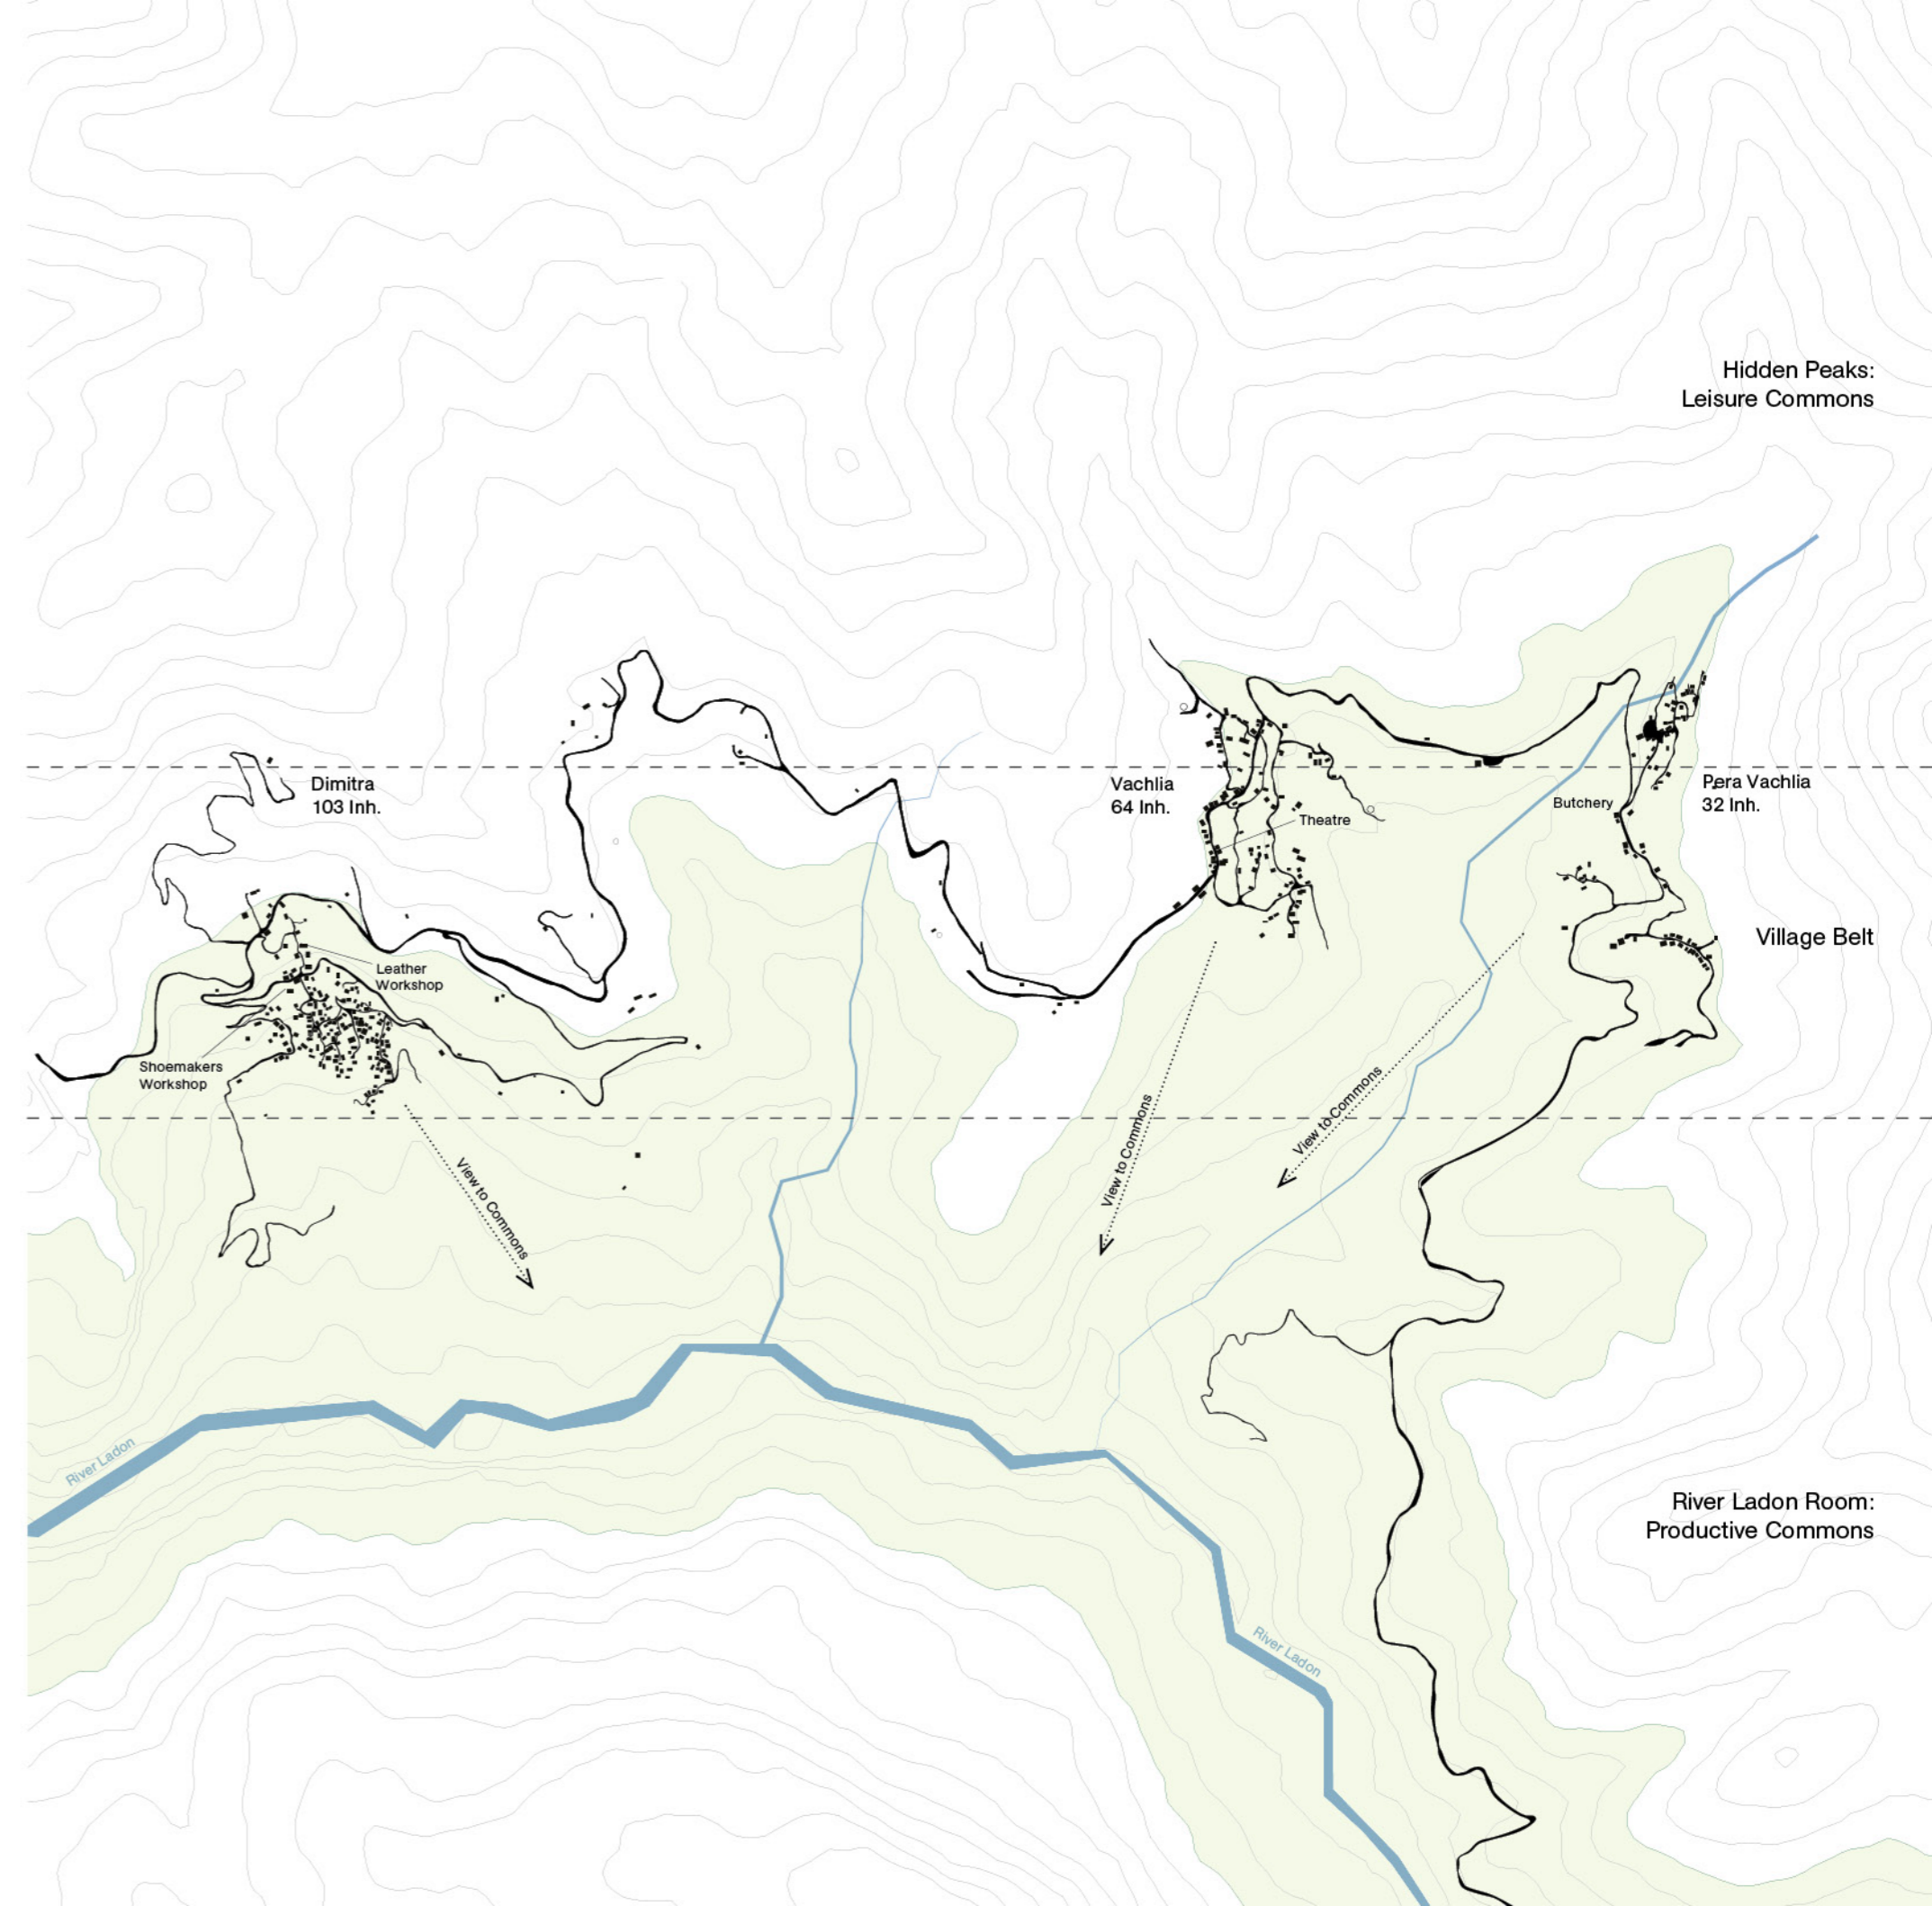 Hidden Peaks:
Leisure Commons
Dimitra
103 Inh.
Vachlia
64 Inh.
Pera Vachlia
32 Inh.
Butchery
Theatre
Village Belt
Leather
Workshop
Shoemakers
Workshop
View to Commons
View to Commons
View to Commons
River Ladon
River Ladon Room:
Productive Commons
River Ladon